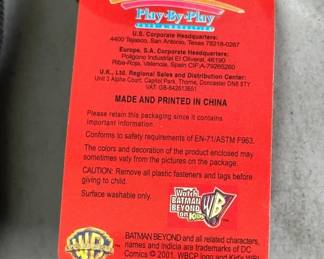 Play-By-Play
U.S. Corporate Headquarters:
4400 Tejasco, San Antonio, Texas 78218-0267
Europe, S.A. Corporate Headquarters:
Poligono Industrial El Oliveral, 46190
Riba-Roja, Valencia, Spain CIF:A-79265260
U.K., Ltd. Regional Sales and Distribution Center:
Unit 3 Alpha Court, Capitol Park, Thorne, Doncaster DN8 5TY
VAT: GB-642613651
MADE AND PRINTED IN CHINA
Please retain this packaging since it contains
important information.
Conforms to safety requirements of EN-71/ASTM F963.
The colors and decoration of the product enclosed may
sometimes vary from the pictures on the package.
CAUTION: Remove all plastic fasteners and tags before
giving to child.
Surface washable only.
Watch
BATMAN
BEYOND
on Kids
WB
BATMAN BEYOND and all related characters,
names and indicia are trademarks of DC
Comics © 2001. WBCP logo and Kid's WB!